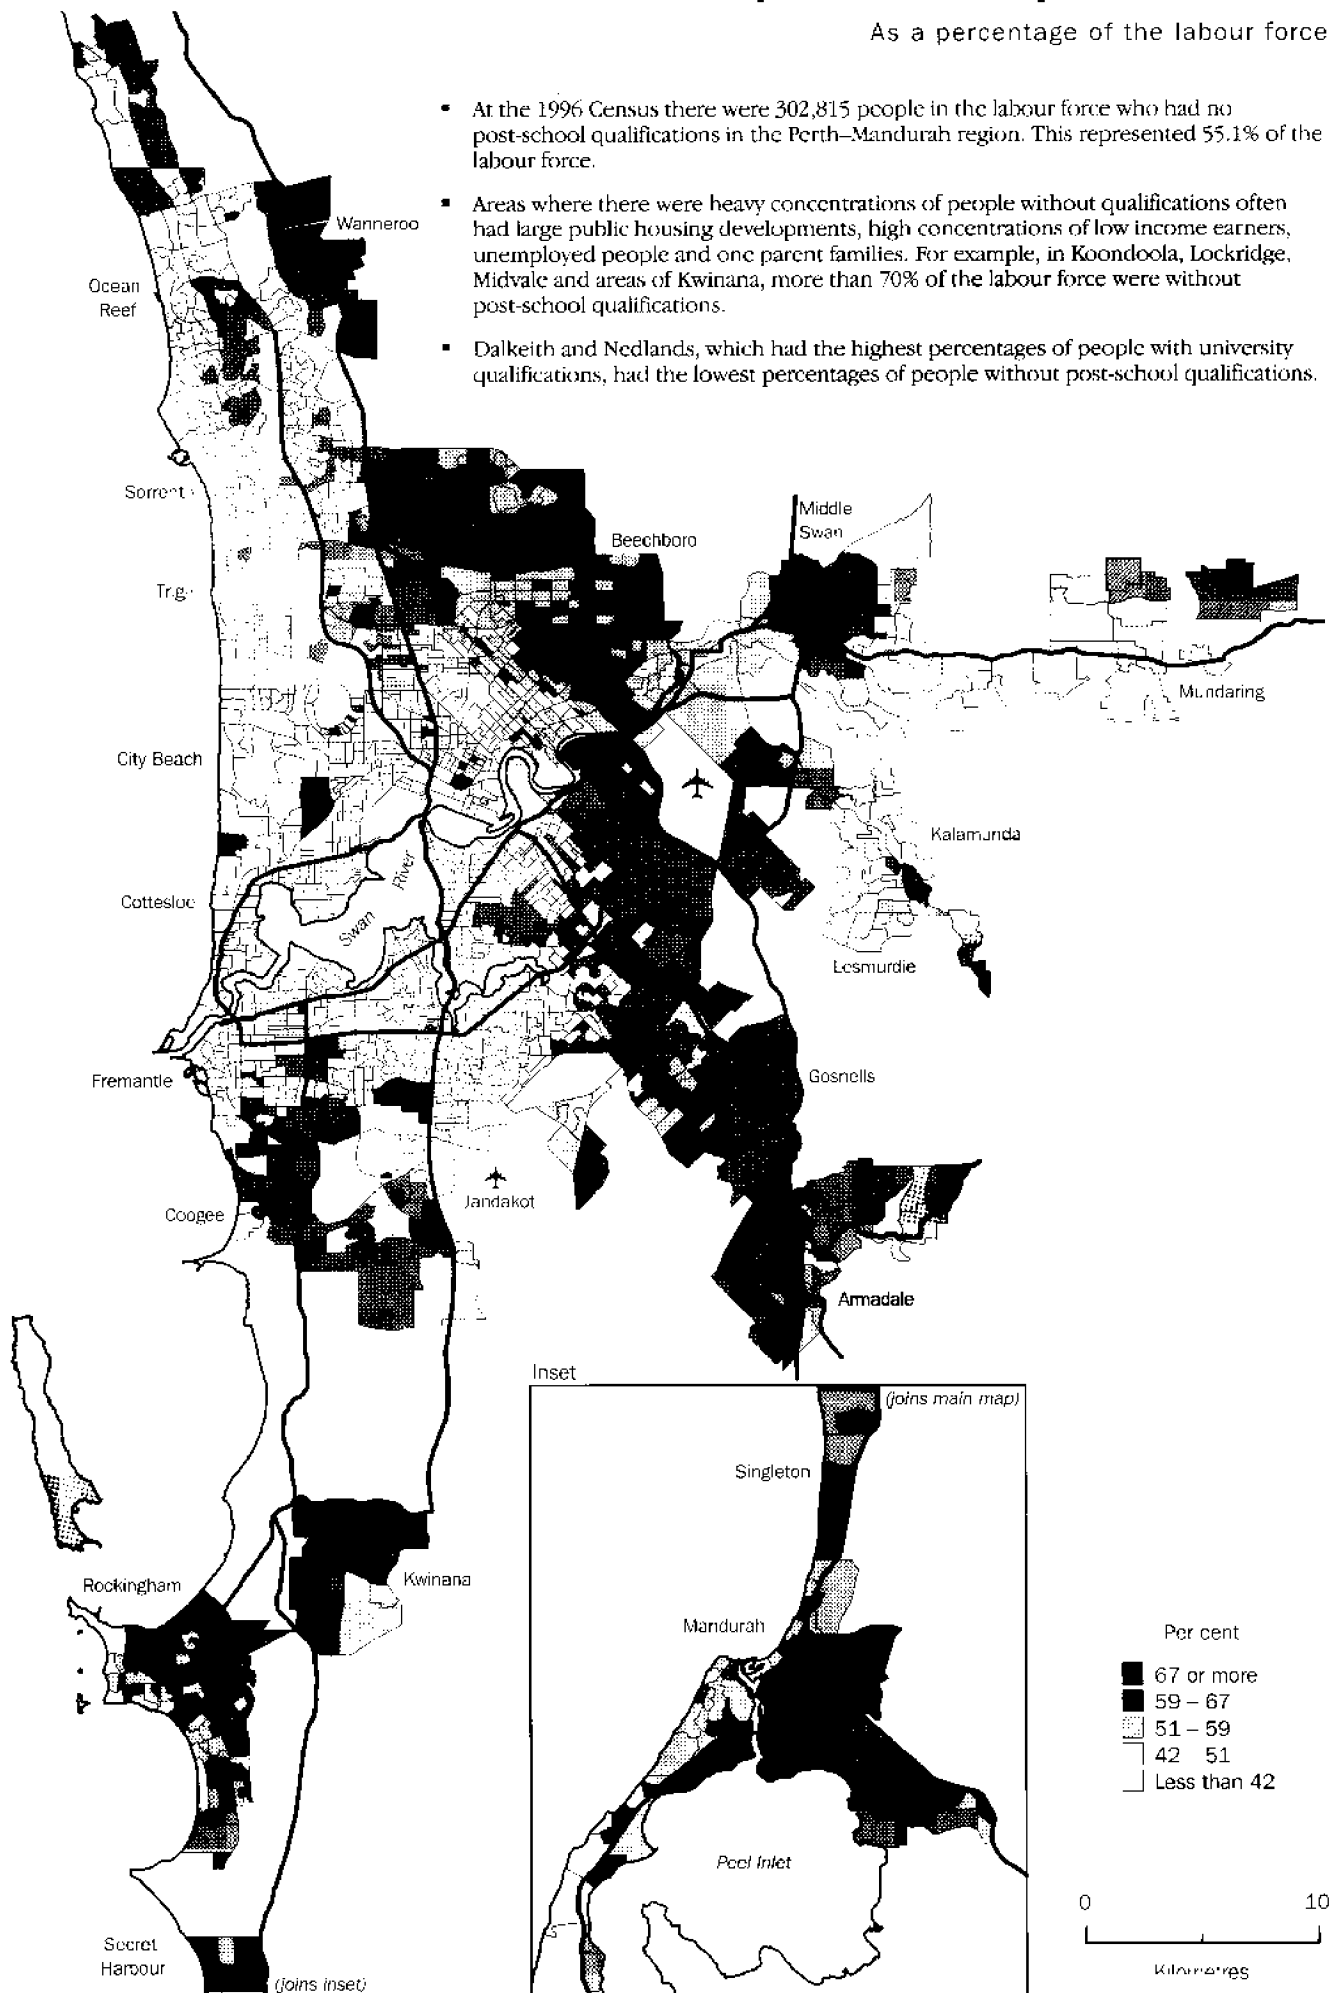 As a percentage of the labour force
▪ At the 1996 Census there were 302,815 people in the labour force who had no
post-school qualifications in the Perth–Mandurah region. This represented 55.1% of the
labour force.
▪ Areas where there were heavy concentrations of people without qualifications often
had large public housing developments, high concentrations of low income earners,
unemployed people and one parent families. For example, in Koondoola, Lockridge,
Midvale and areas of Kwinana, more than 70% of the labour force were without
post-school qualifications.
▪ Dalkeith and Nedlands, which had the highest percentages of people with university
qualifications, had the lowest percentages of people without post-school qualifications.
Wanneroo
Ocean
Reef
Middle
Swan
Beechboro
Mundaring
City Beach
Kalamunda
River
Swan
Cottesloe
Lesmurdie
Fremantle
Gosnells
Jandakot
Coogee
Armadale
Inset
(joins main map)
Singleton
Rockingham
Kwinana
Mandurah
Per cent
67 or more
59 – 67
51 – 59
42 51
Less than 42
Peel Inlet
0 10
Kilometres
Secret
Harbour
(joins inset)